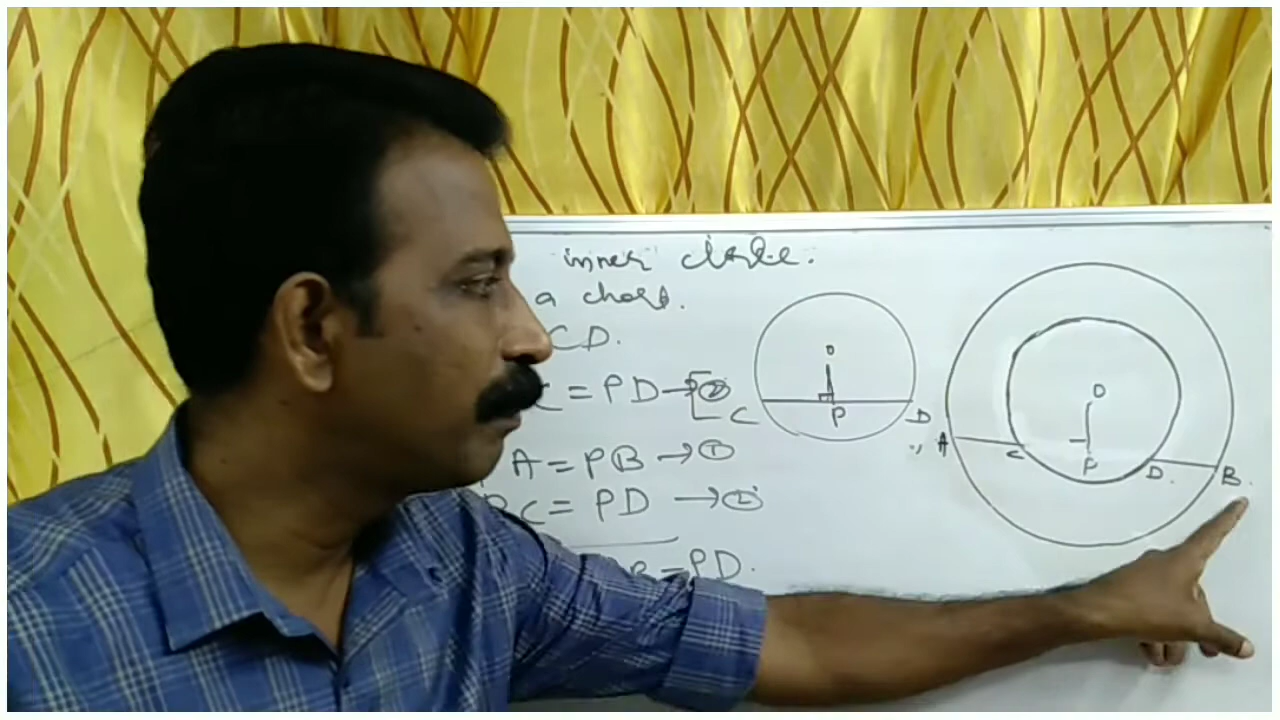 inner circle.
a chord.
CD.
C = PD → ②
A = PB → ①
PC = PD → ②
B = PD.
O
C
P
D
O
A
C
P
D.
B.